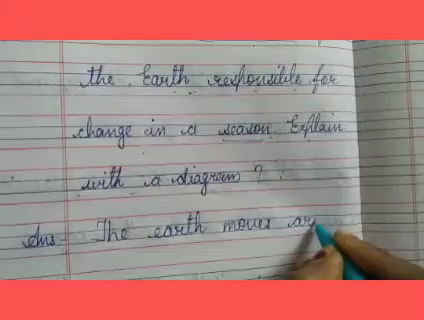 the Earth responsible for
change in a season Explain
with a diagram ? .
Ans - The earth moves